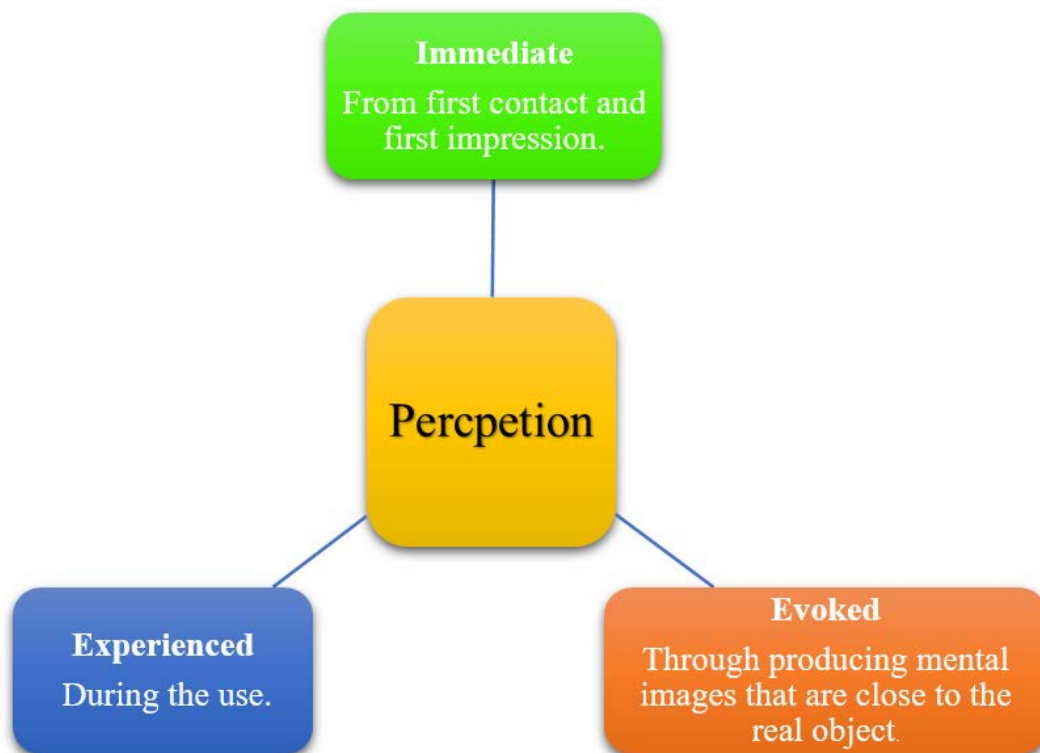 Immediate
From first contact and
first impression.
Percpetion
Experienced
During the use.
Evoked
Through producing mental
images that are close to the
real object.